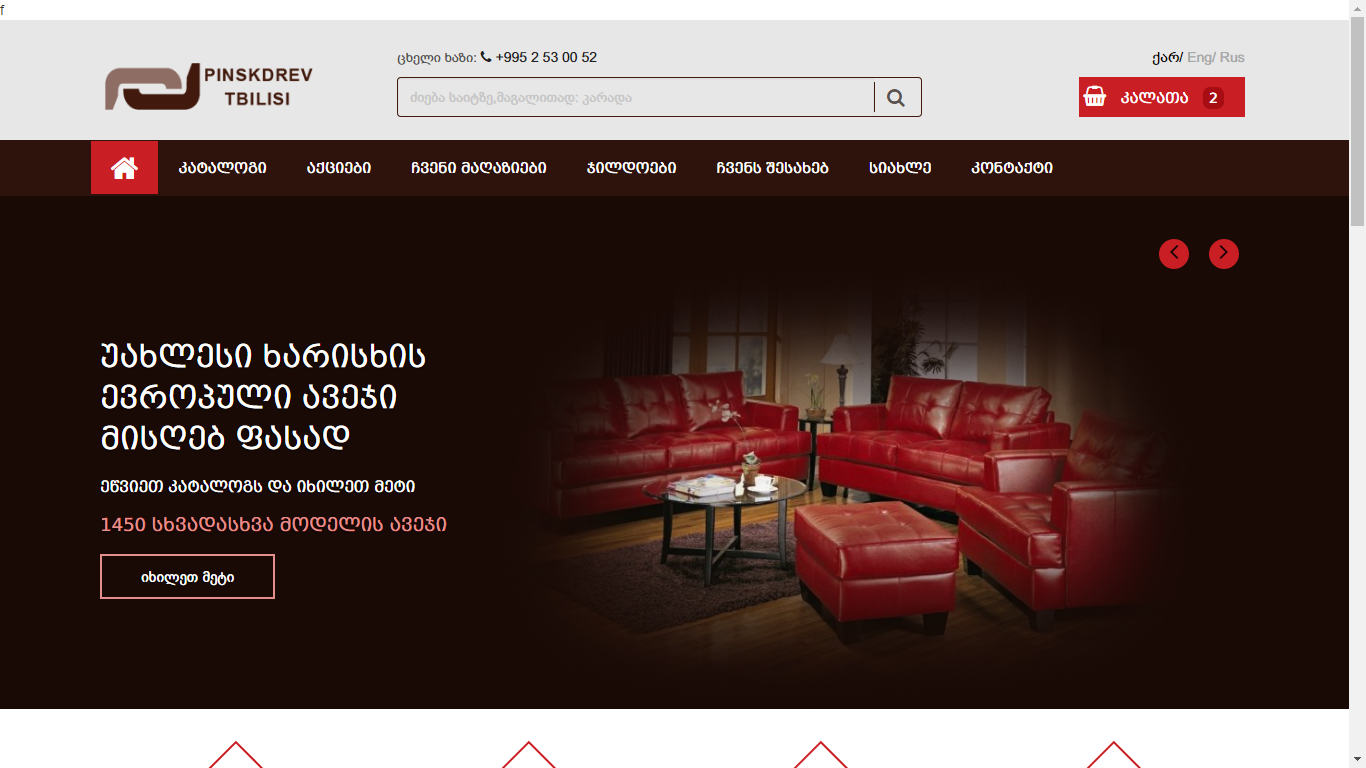 f
ცხელი ხაზი: +995 2 53 00 52
ქარ/ Eng/ Rus
PINSKDREV
TBILISI
ძიება საიტზე,მაგალითად: კარადა
კალათა 2
კატალოგი აქციები ჩვენი მაღაზიები ჯილდოები ჩვენს შესახებ სიახლე კონტაქტი
უახლესი ხარისხის
ევროპული ავეჯი
მისღებ ფასად
ეწვიეთ კატალოგს და იხილეთ მეტი
1450 სხვადასხვა მოდელის ავეჯი
იხილეთ მეტი